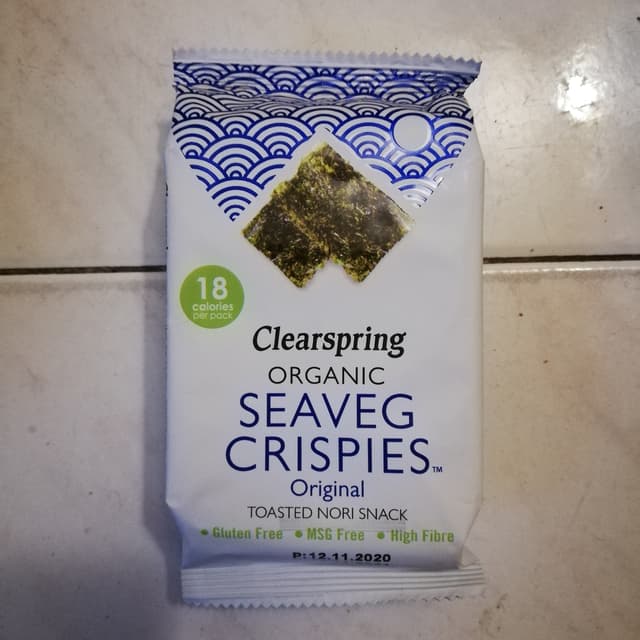 18
calories
per pack
Clearspring
ORGANIC
SEAVEG
CRISPIES™
Original
TOASTED NORI SNACK
• Gluten Free • MSG Free • High Fibre
P:12.11.2020